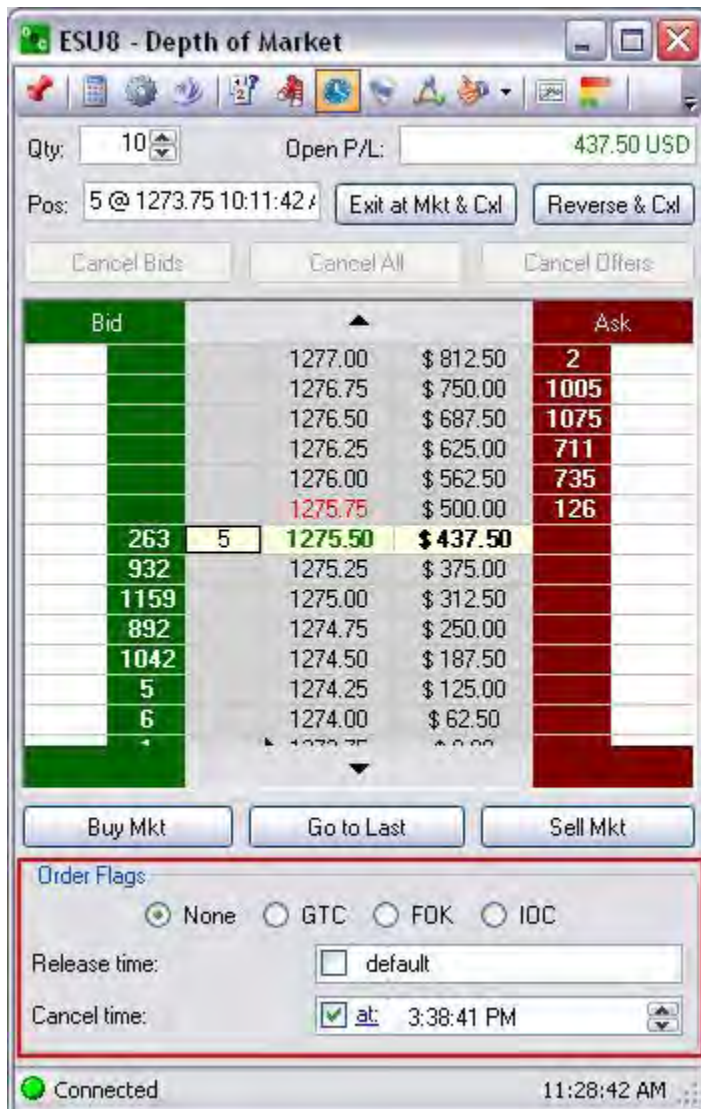 ESU8 - Depth of Market
Qty: 10 Open P/L: 437.50 USD
Pos: 5 @ 1273.75 10:11:42 Exit at Mkt & Cxl Reverse & Cxl
Cancel Bids Cancel All Cancel Offers
Bid Ask
1277.00 $ 812.50 2
1276.75 $ 750.00 1005
1276.50 $ 687.50 1075
1276.25 $ 625.00 711
1276.00 $ 562.50 735
1275.75 $ 500.00 126
263 5 1275.50 $ 437.50
932 1275.25 $ 375.00
1159 1275.00 $ 312.50
892 1274.75 $ 250.00
1042 1274.50 $ 187.50
5 1274.25 $ 125.00
6 1274.00 $ 62.50
Buy Mkt Go to Last Sell Mkt
Order Flags
None GTC FOK IOC
Release time: default
Cancel time: at: 3:38:41 PM
Connected 11:28:42 AM